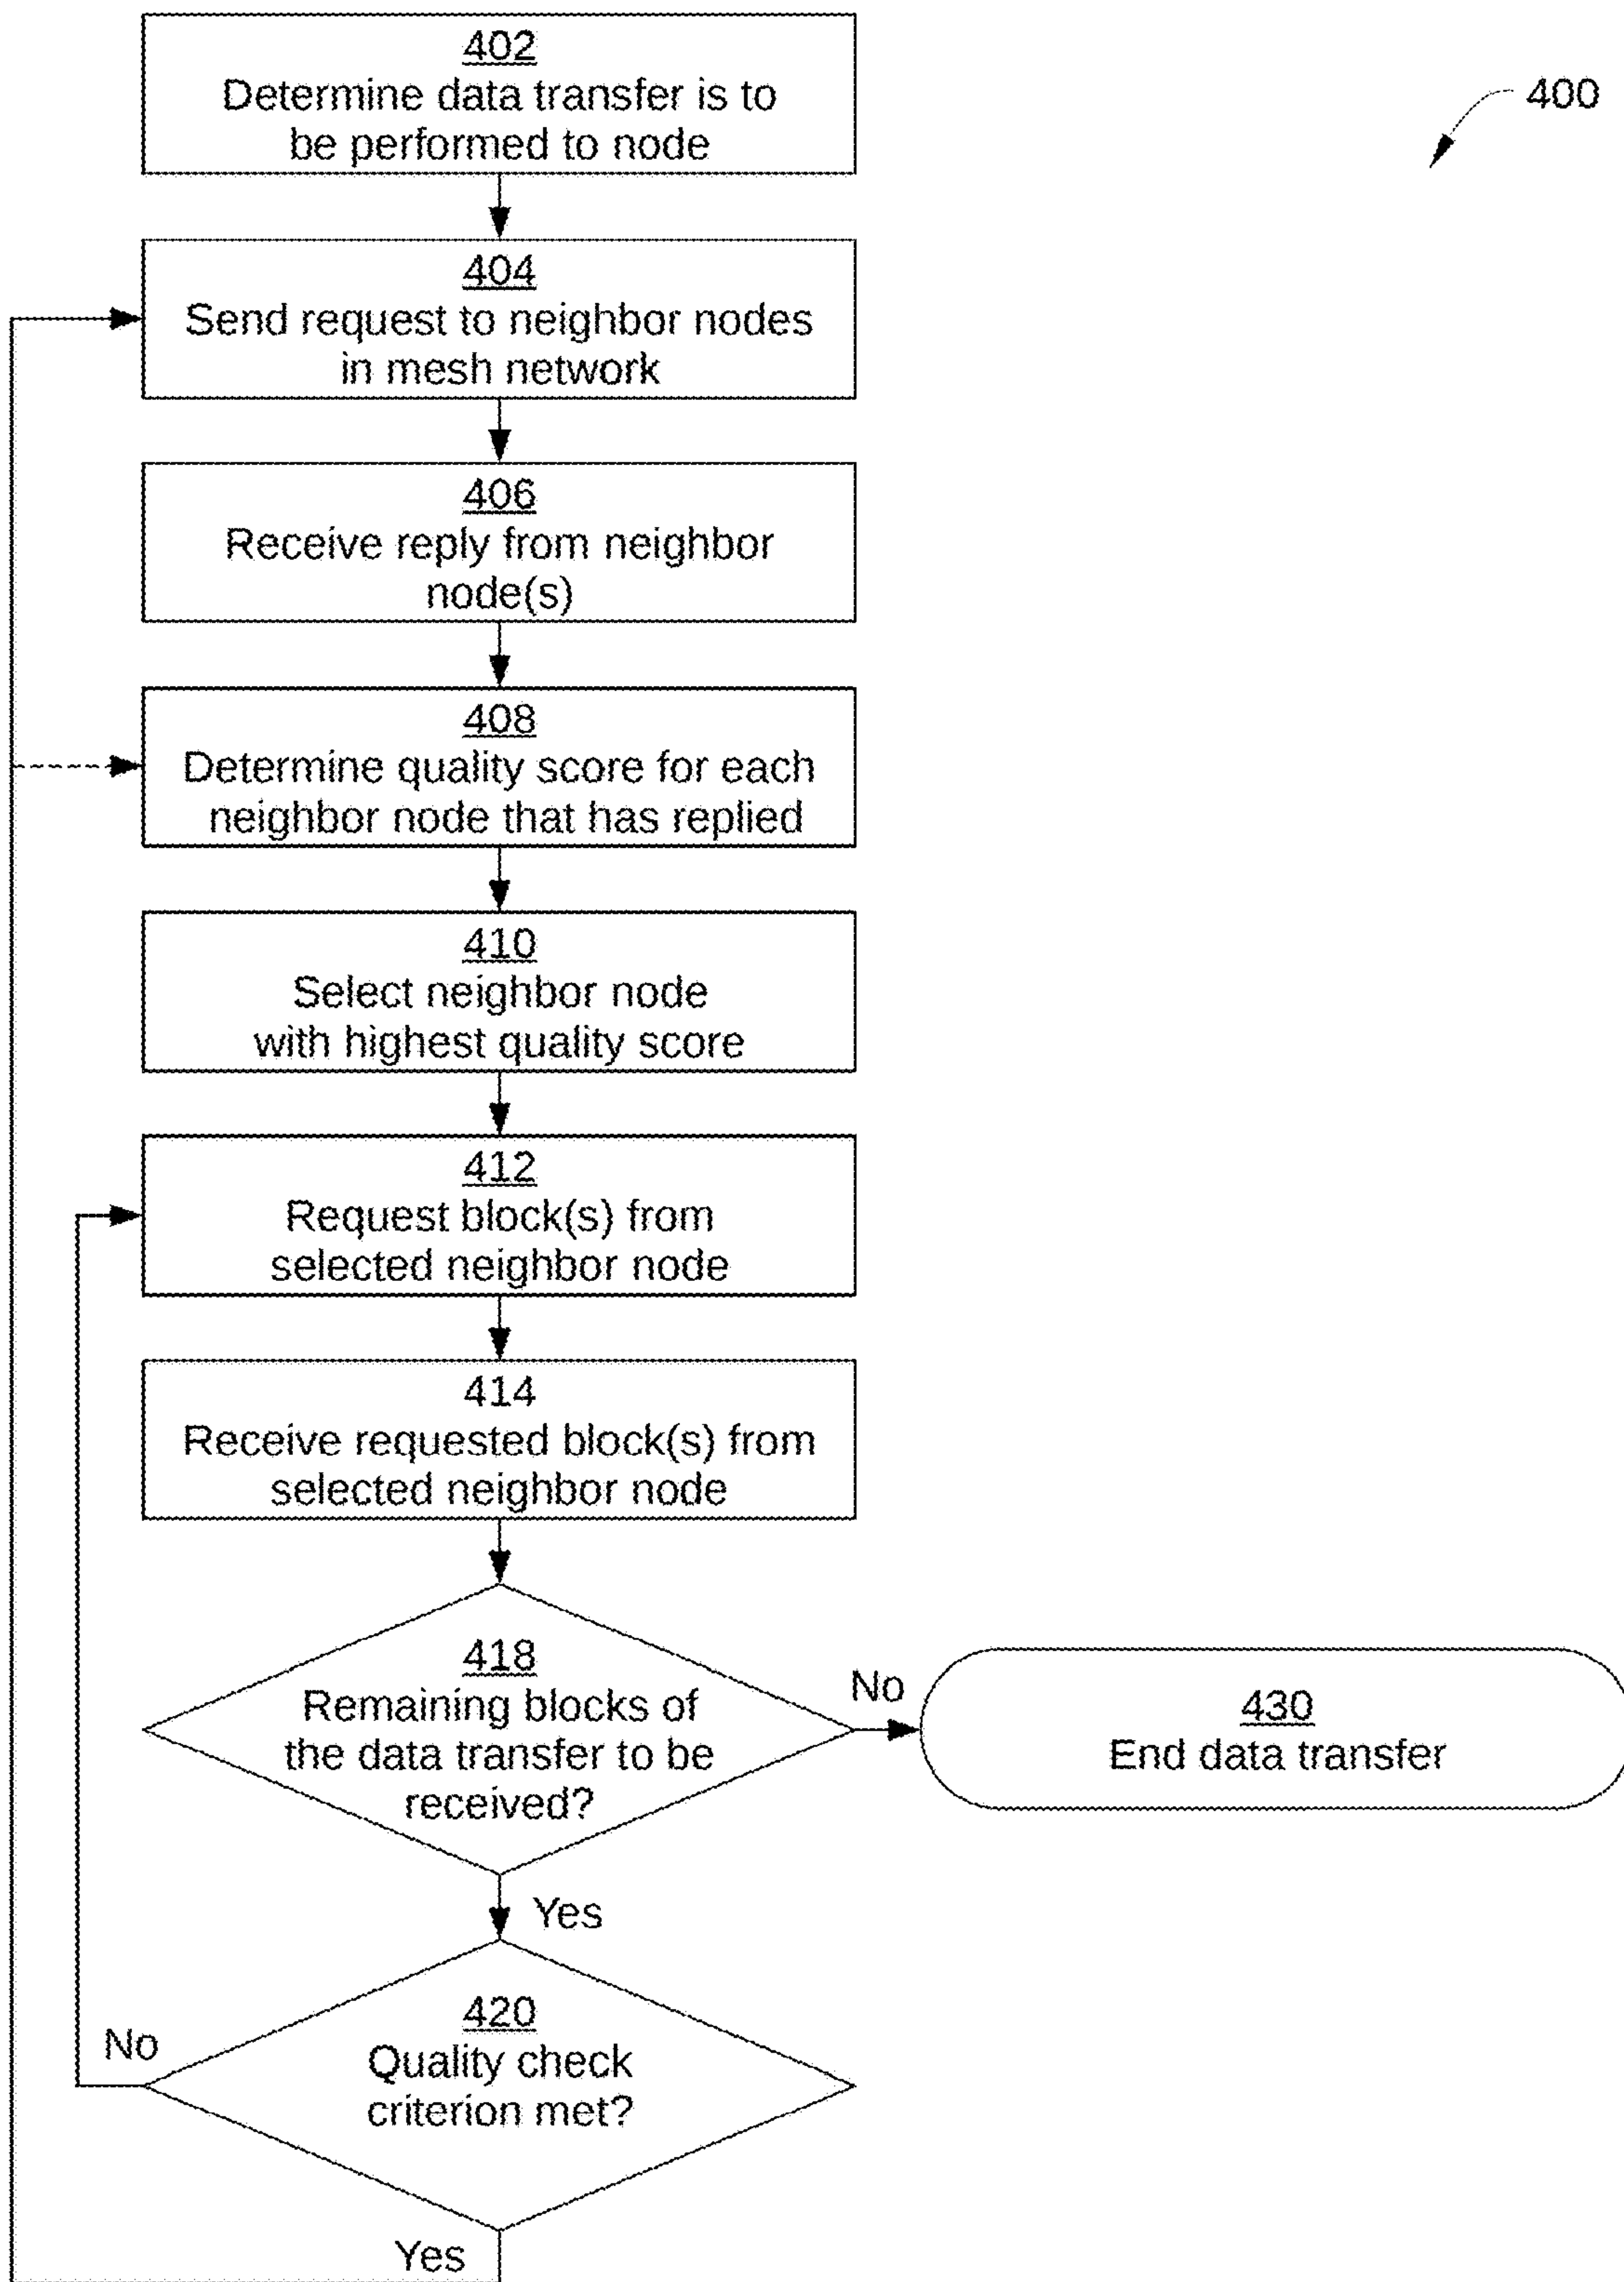 402
Determine data transfer is to
be performed to node
400
404
Send request to neighbor nodes
in mesh network
406
Receive reply from neighbor
node(s)
408
Determine quality score for each
neighbor node that has replied
410
Select neighbor node
with highest quality score
412
Request block(s) from
selected neighbor node
414
Receive requested block(s) from
selected neighbor node
418
Remaining blocks of
the data transfer to be
received?
No
430
End data transfer
Yes
420
Quality check
criterion met?
No
Yes